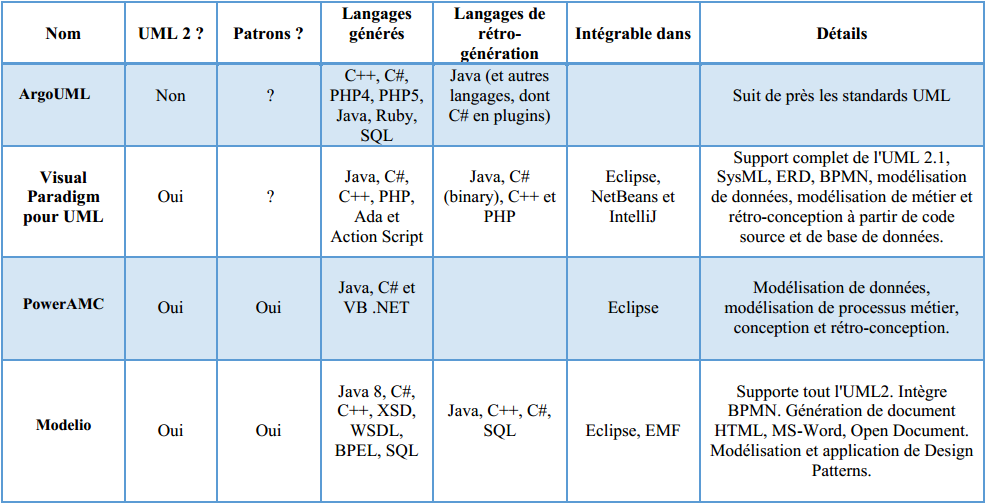 Nom
UML 2 ?
Patrons ?
Langages
générés
Langages de
rétro-
génération
Intégrable dans
Détails
ArgoUML
Non
?
C++, C#,
PHP4, PHP5,
Java, Ruby,
SQL
Java (et autres
langages, dont
C# en plugins)
Suit de près les standards UML
Visual
Paradigm
pour UML
Oui
?
Java, C#,
C++, PHP,
Ada et
Action Script
Java, C#
(binary), C++ et
PHP
Eclipse,
NetBeans et
IntelliJ
Support complet de l'UML 2.1,
SysML, ERD, BPMN, modélisation
de données, modélisation de métier et
rétro-conception à partir de code
source et de base de données.
PowerAMC
Oui
Oui
Java, C# et
VB .NET
Eclipse
Modélisation de données,
modélisation de processus métier,
conception et rétro-conception.
Modelio
Oui
Oui
Java 8, C#,
C++, XSD,
WSDL,
BPEL, SQL
Java, C++, C#,
SQL
Eclipse, EMF
Supporte tout l'UML2. Intègre
BPMN. Génération de document
HTML, MS-Word, Open Document.
Modélisation et application de Design
Patterns.